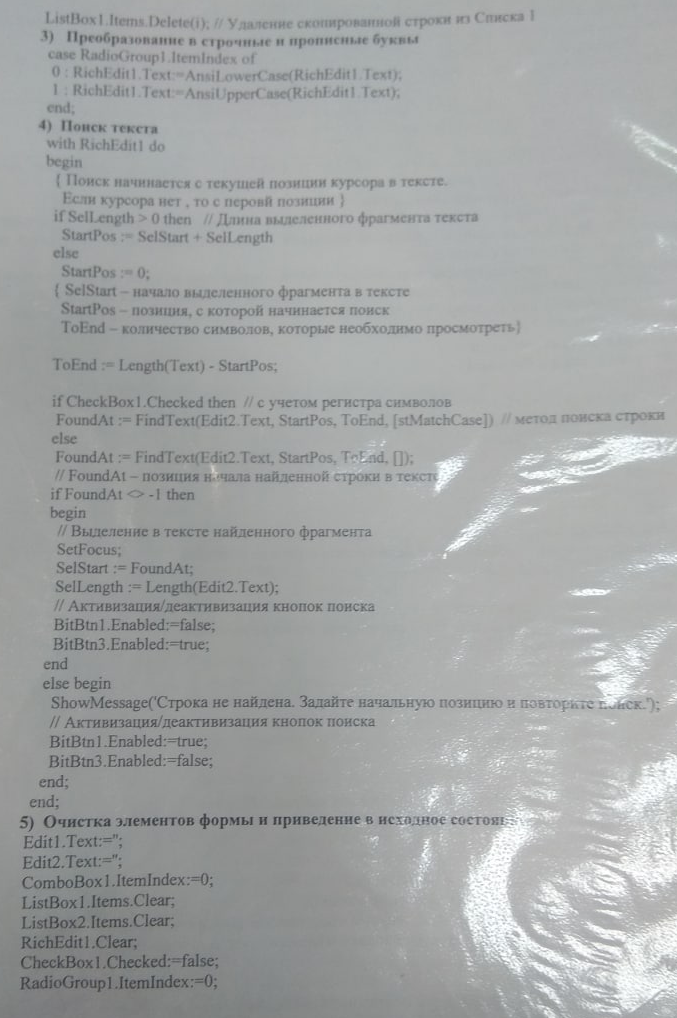 ListBox1.Items.Delete(i); // Удаление скопированной строки из Списка 1
3) Преобразование в строчные и прописные буквы
case RadioGroup1.ItemIndex of
0 : RichEdit1.Text:=AnsiLowerCase(RichEdit1.Text);
1 : RichEdit1.Text:=AnsiUpperCase(RichEdit1.Text);
end;
4) Поиск текста
with RichEdit1 do
begin
{ Поиск начинается с текущей позиции курсора в тексте.
Если курсора нет , то с перовй позиции }
if SelLength > 0 then // Длина выделенного фрагмента текста
StartPos := SelStart + SelLength
else
StartPos := 0;
{ SelStart – начало выделенного фрагмента в тексте
StartPos – позиция, с которой начинается поиск
ToEnd – количество символов, которые необходимо просмотреть}
ToEnd := Length(Text) - StartPos;
if CheckBox1.Checked then // с учетом регистра символов
FoundAt := FindText(Edit2.Text, StartPos, ToEnd, [stMatchCase]) // метод поиска строки
else
FoundAt := FindText(Edit2.Text, StartPos, ToEnd, []);
// FoundAt – позиция начала найденной строки в тексте
if FoundAt <> -1 then
begin
// Выделение в тексте найденного фрагмента
SetFocus;
SelStart := FoundAt;
SelLength := Length(Edit2.Text);
// Активизация/деактивизация кнопок поиска
BitBtn1.Enabled:=false;
BitBtn3.Enabled:=true;
end
else begin
ShowMessage('Строка не найдена. Задайте начальную позицию и повторите поиск.');
// Активизация/деактивизация кнопок поиска
BitBtn1.Enabled:=true;
BitBtn3.Enabled:=false;
end;
end;
5) Очистка элементов формы и приведение в исходное состояние
Edit1.Text:='';
Edit2.Text:='';
ComboBox1.ItemIndex:=0;
ListBox1.Items.Clear;
ListBox2.Items.Clear;
RichEdit1.Clear;
CheckBox1.Checked:=false;
RadioGroup1.ItemIndex:=0;